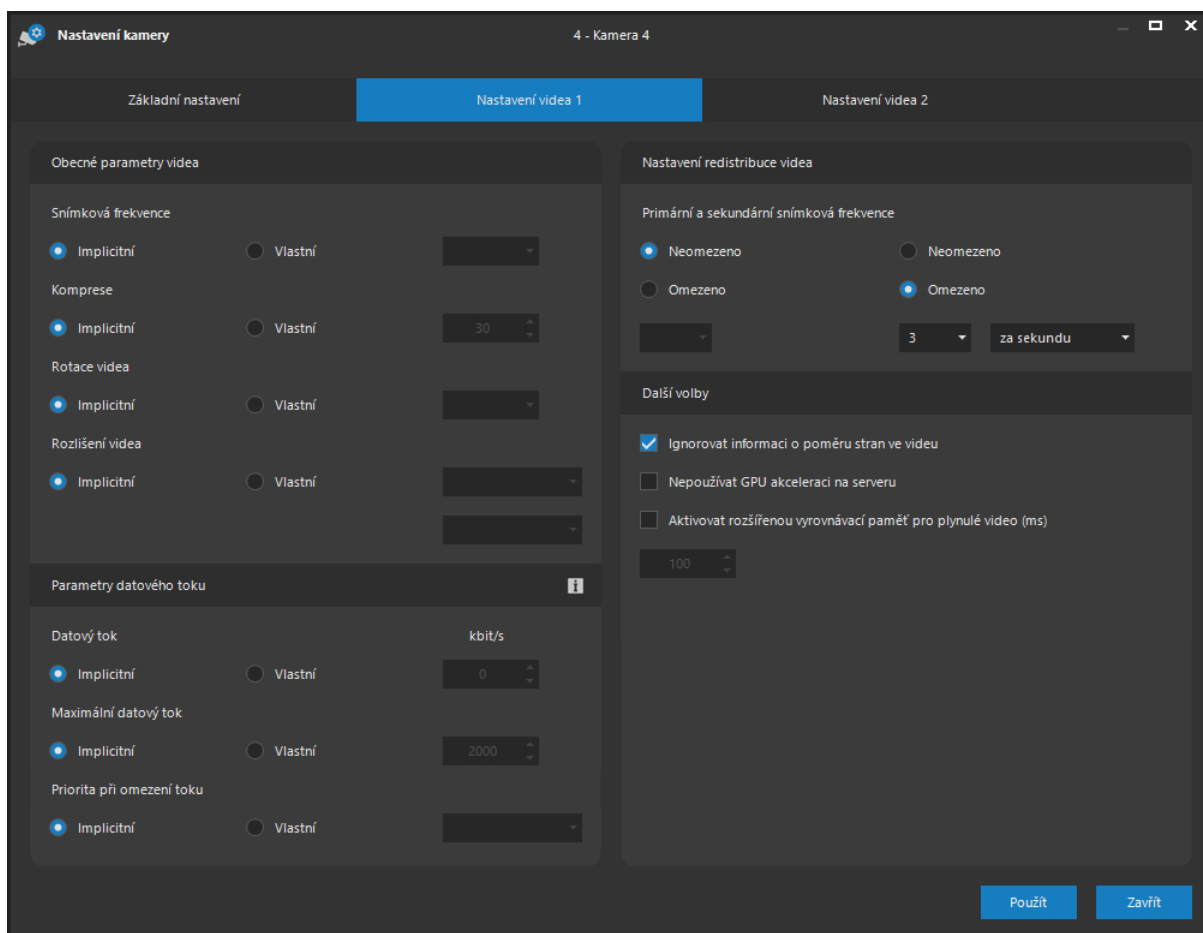 Nastavení kamery
4 - Kamera 4
Základní nastavení
Nastavení videa 1
Nastavení videa 2
Obecné parametry videa
Snímková frekvence
Implicitní Vlastní
Komprese
Implicitní Vlastní 30
Rotace videa
Implicitní Vlastní
Rozlišení videa
Implicitní Vlastní
Parametry datového toku
Datový tok kbit/s
Implicitní Vlastní 0
Maximální datový tok
Implicitní Vlastní 2000
Priorita při omezení toku
Implicitní Vlastní
Nastavení redistribuce videa
Primární a sekundární snímková frekvence
Neomezeno Neomezeno
Omezeno Omezeno
3 za sekundu
Další volby
Ignorovat informaci o poměru stran ve videu
Nepoužívat GPU akceleraci na serveru
Aktivovat rozšířenou vyrovnávací paměť pro plynulé video (ms)
100
Použít Zavřít